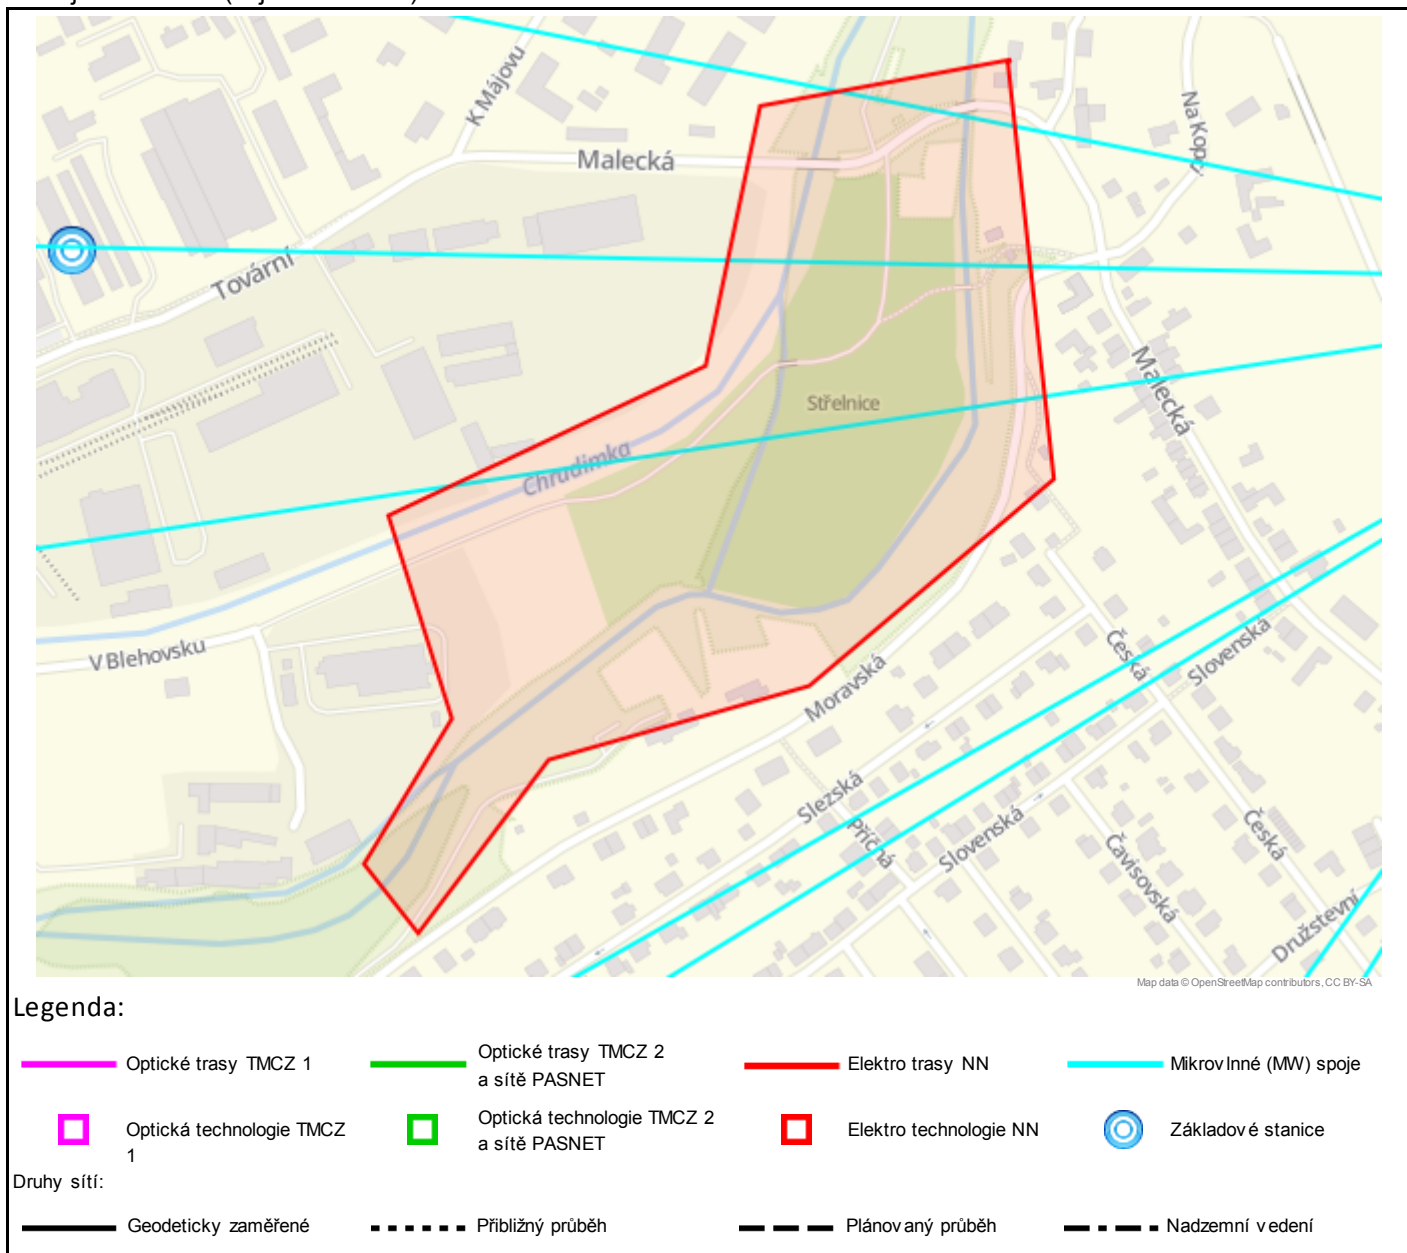 K Májovu
Malecká
Na Kopci
Tovární
Malecká
Střelnice
Chrudimka
V Blehovsku
Česká
Slovenská
Moravská
Slezská
Příčná
Slovenská
Čavisovská
Česká
Družstevní
Map data © OpenStreetMap contributors, CC BY-SA
Legenda:
Optické trasy TMCZ 1
Optické trasy TMCZ 2
a sítě PASNET
Elektro trasy NN
Mikrovlnné (MW) spoje
Optická technologie TMCZ
1
Optická technologie TMCZ 2
a sítě PASNET
Elektro technologie NN
Základové stanice
Druhy sítí:
Geodeticky zaměřené
Přibližný průběh
Plánovaný průběh
Nadzemní vedení